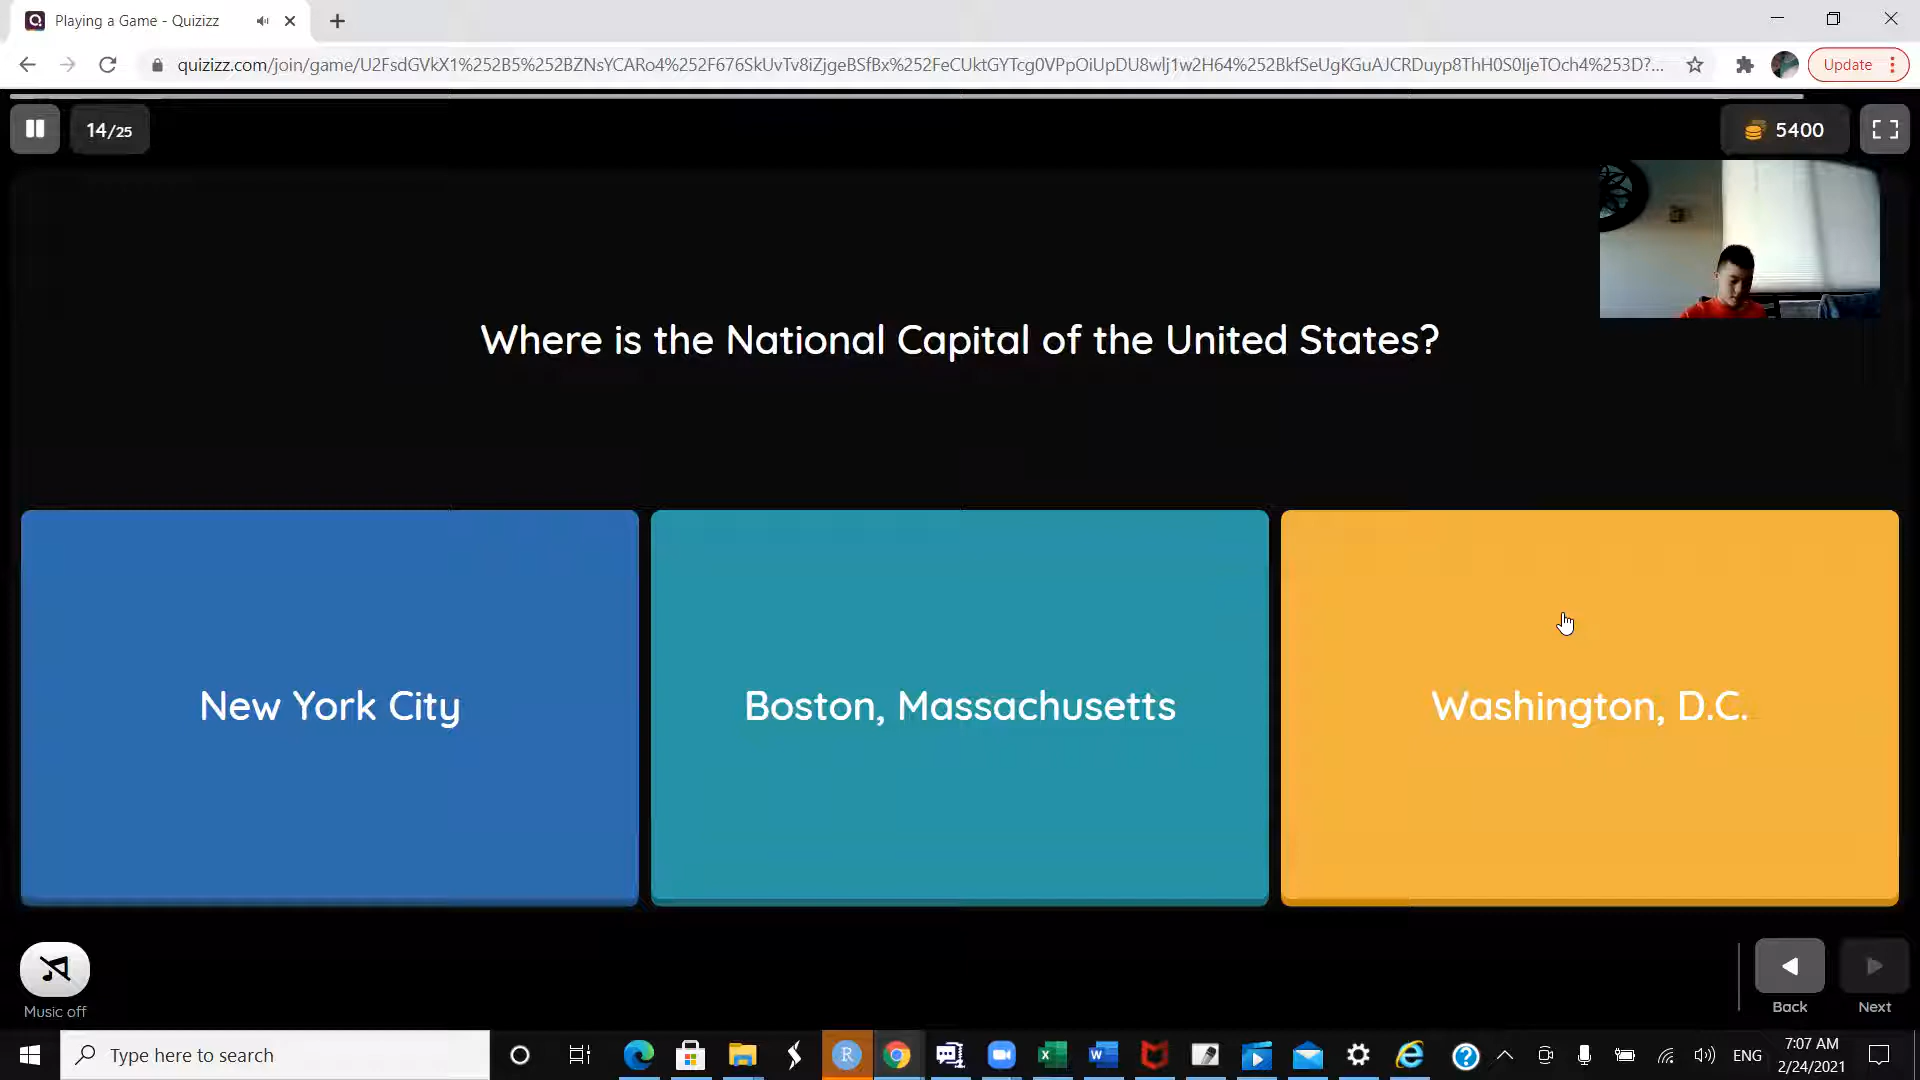 Playing a Game - Quizizz
quizizz.com/join/game/U2FsdGVkX1%252B5%252BZNsYCARo4%252F676SkUvTv8iZjgeBSfBx%252FeCUktGYTcg0VPpOiUpDU8wlj1w2H64%252BkfSeUgKGuAJCRDuyp8ThH0S0IjeTOch4%253D?...
Update
14/25
5400
Where is the National Capital of the United States?
New York City
Boston, Massachusetts
Washington, D.C.
Music off
Back
Next
Type here to search
ENG
7:07 AM
2/24/2021